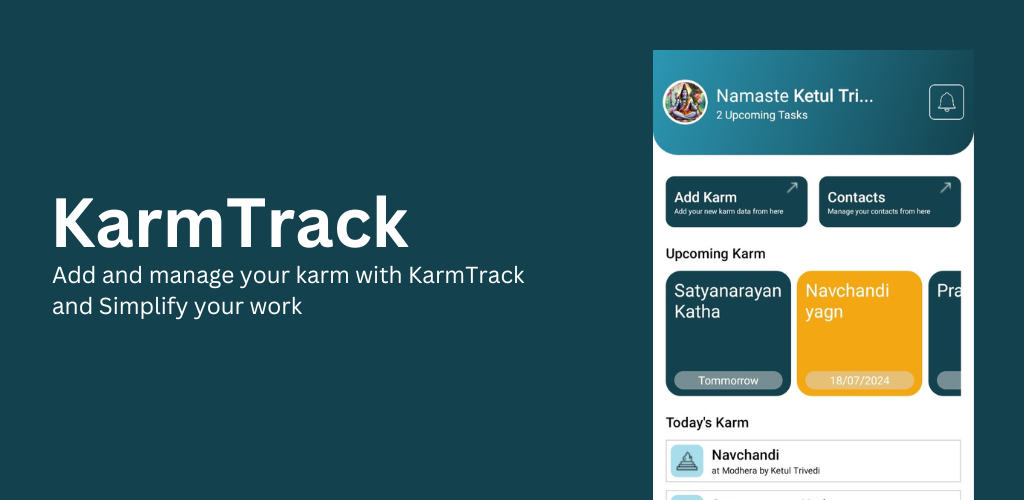 KarmTrack
Add and manage your karm with KarmTrack
and Simplify your work
Namaste Ketul Tri...
2 Upcoming Tasks
Add Karm
Add your new karm data from here
Contacts
Manage your contacts from here
Upcoming Karm
Satyanarayan
Katha
Tommorrow
Navchandi
yagn
18/07/2024
Pra
Today's Karm
Navchandi
at Modhera by Ketul Trivedi